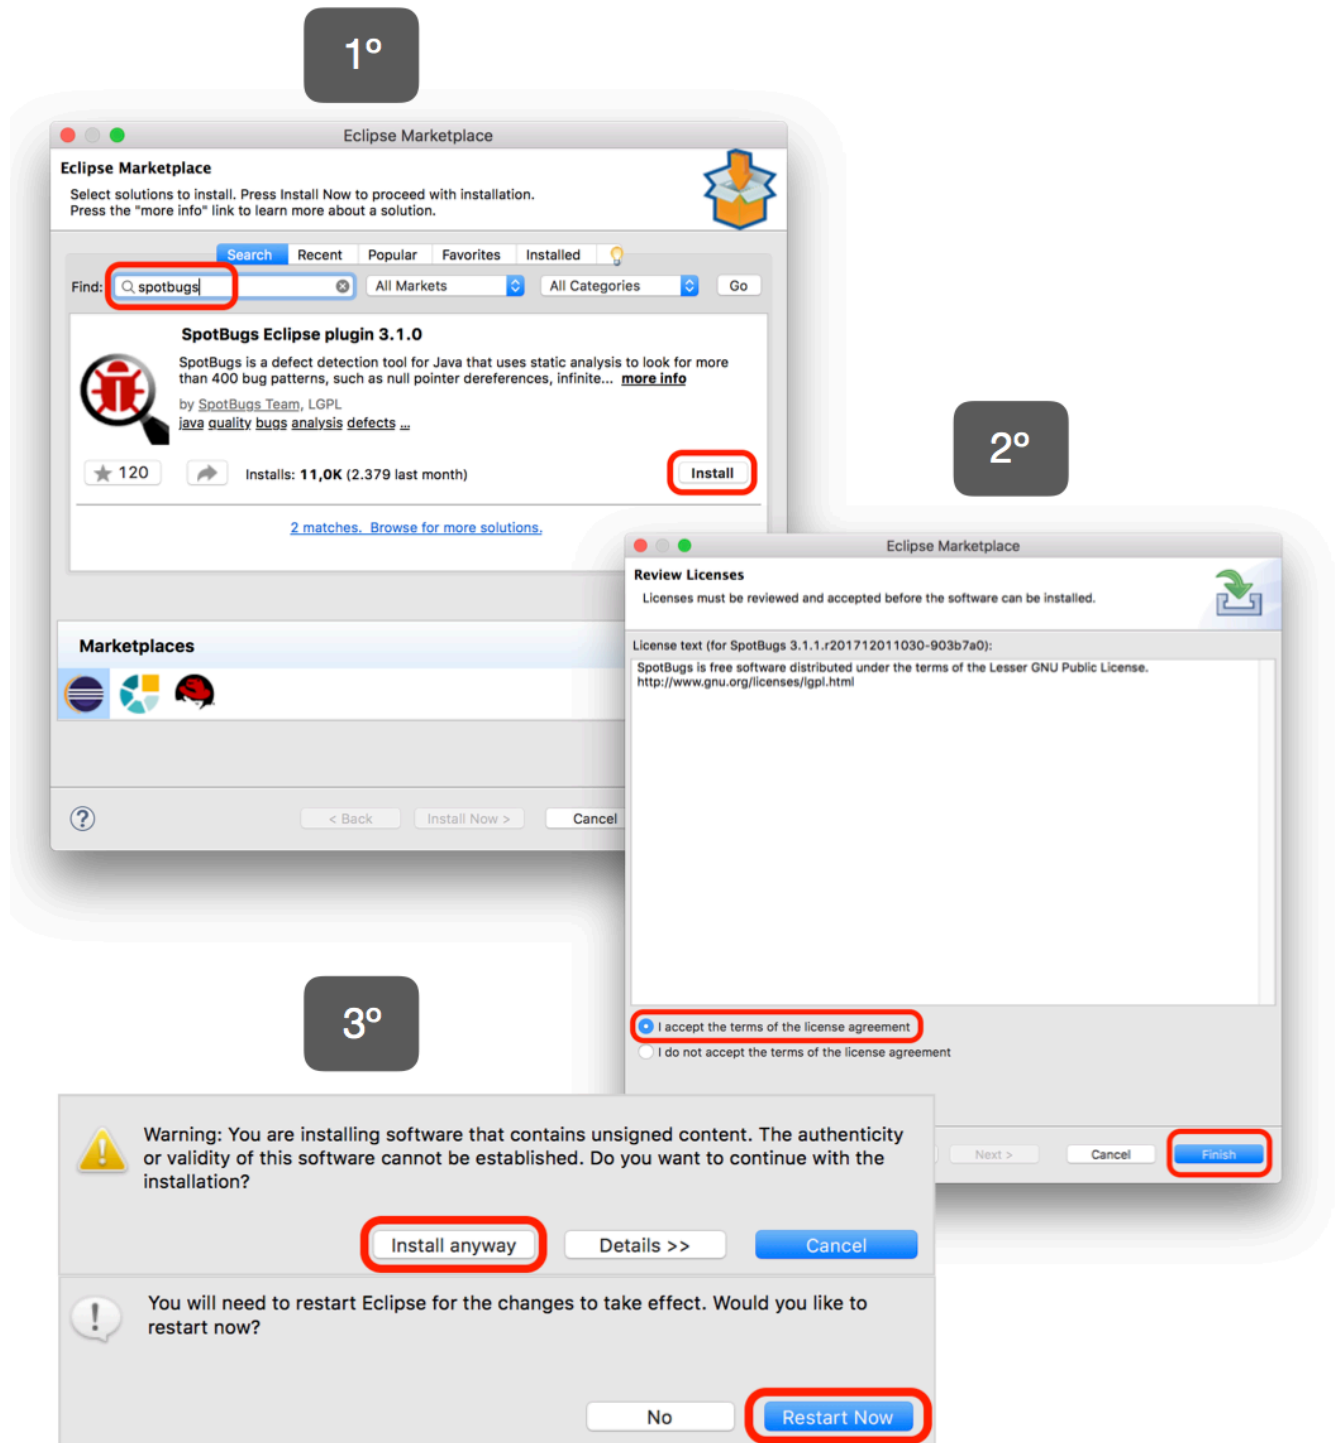 1º
Eclipse Marketplace
Eclipse Marketplace
Select solutions to install. Press Install Now to proceed with installation.
Press the "more info" link to learn more about a solution.
Search Recent Popular Favorites Installed
Find: spotbugs All Markets All Categories Go
SpotBugs Eclipse plugin 3.1.0
SpotBugs is a defect detection tool for Java that uses static analysis to look for more
than 400 bug patterns, such as null pointer dereferences, infinite... more info
by SpotBugs Team, LGPL
java quality bugs analysis defects ...
120 Installs: 11,0K (2.379 last month) Install
2 matches. Browse for more solutions.
Marketplaces
? < Back Install Now > Cancel
2º
Eclipse Marketplace
Review Licenses
Licenses must be reviewed and accepted before the software can be installed.
License text (for SpotBugs 3.1.1.r201712011030-903b7a0):
SpotBugs is free software distributed under the terms of the Lesser GNU Public License.
http://www.gnu.org/licenses/lgpl.html
I accept the terms of the license agreement
I do not accept the terms of the license agreement
Next > Cancel Finish
3º
Warning: You are installing software that contains unsigned content. The authenticity
or validity of this software cannot be established. Do you want to continue with the
installation?
Install anyway Details >> Cancel
You will need to restart Eclipse for the changes to take effect. Would you like to
restart now?
No Restart Now